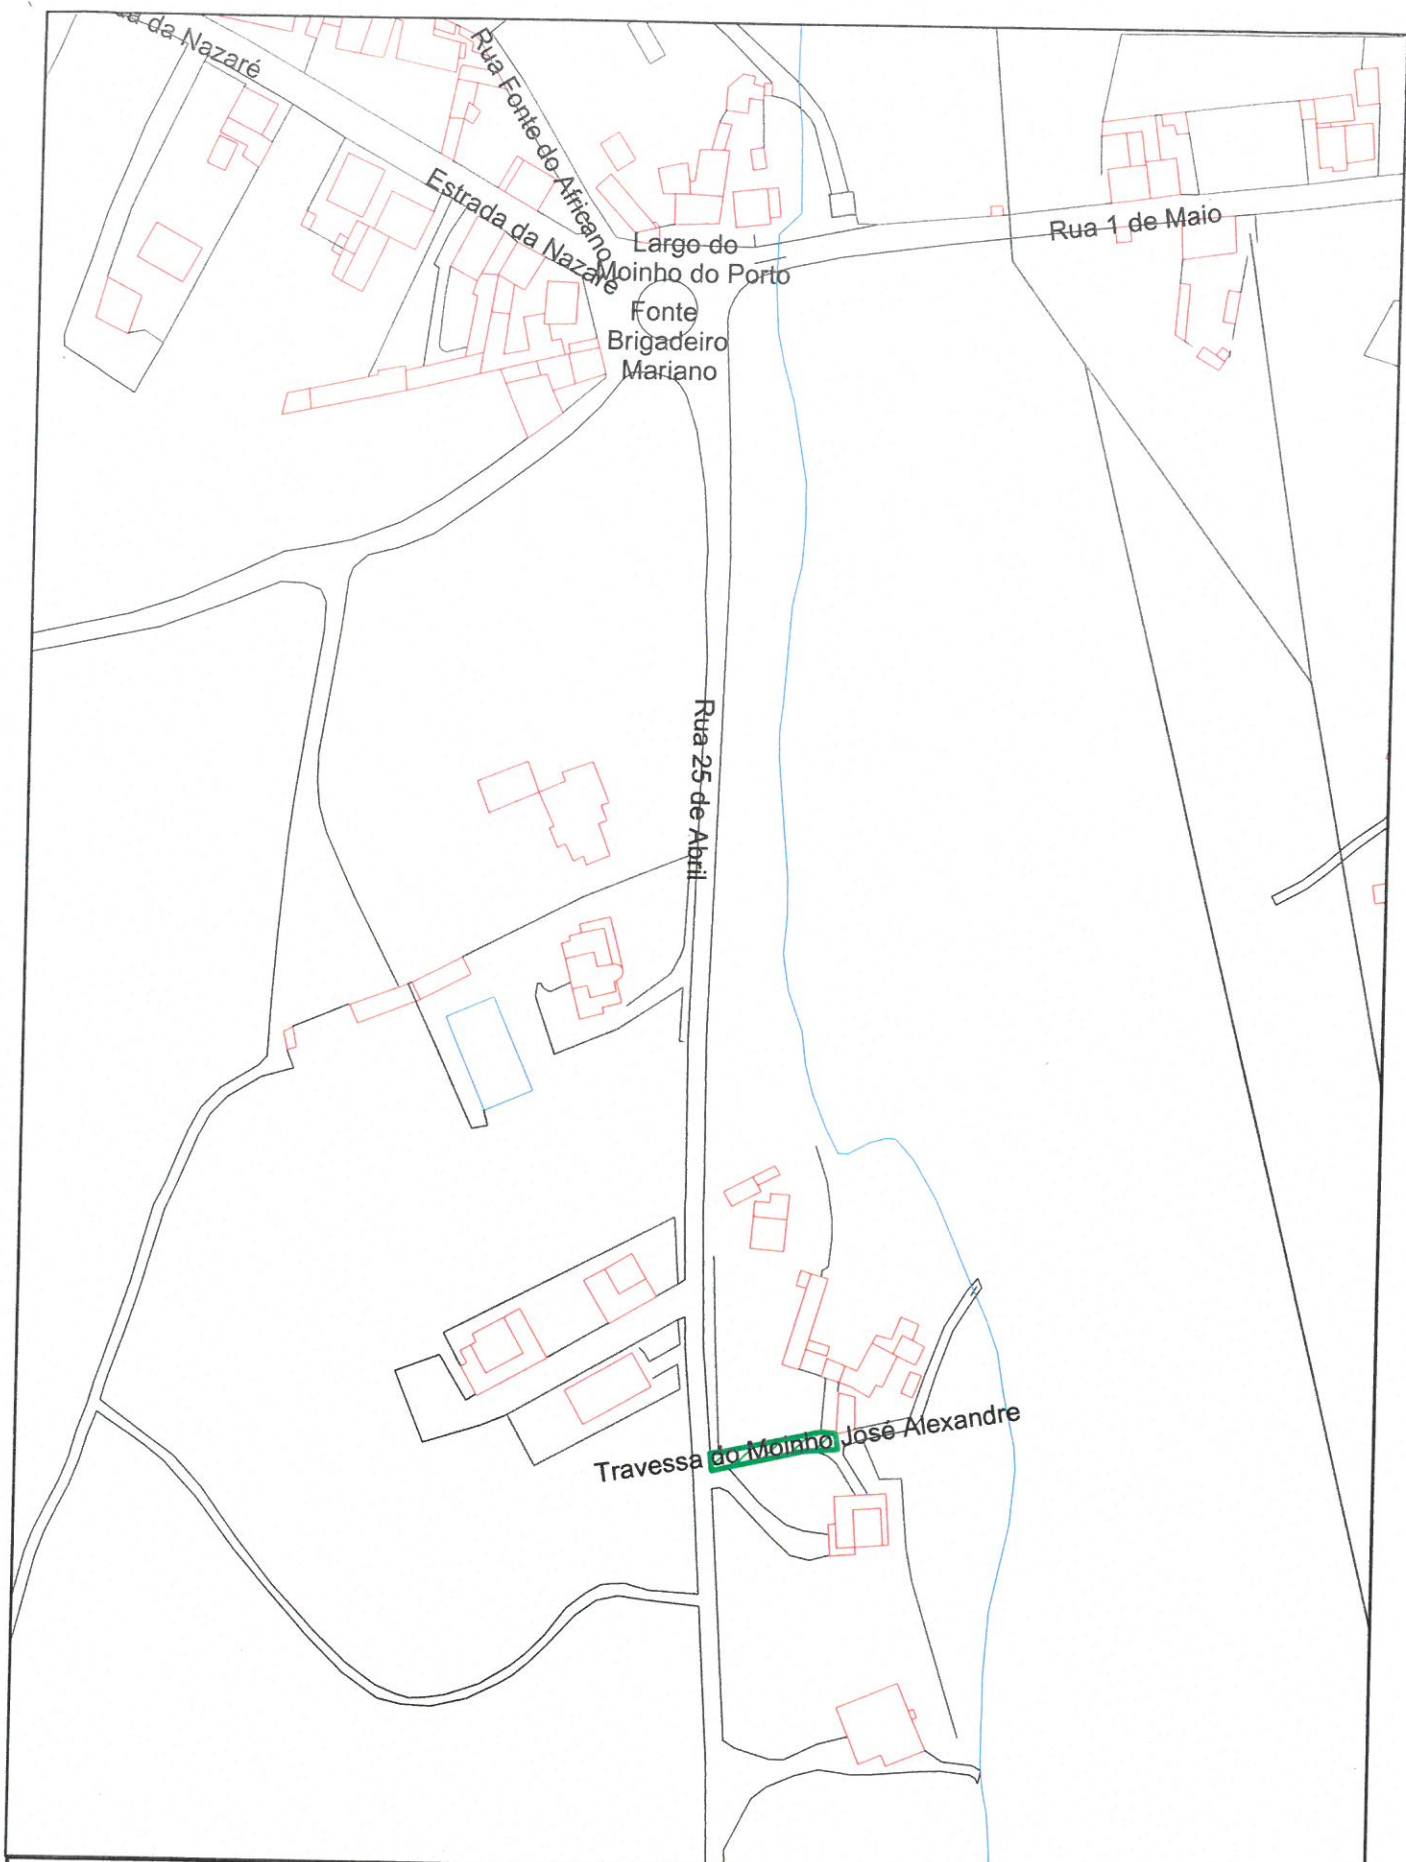 da Nazaré
Rua Fonte do Africano
Estrada da Nazaré
Largo do
Moinho do Porto
Rua 1 de Maio
Fonte
Brigadeiro
Mariano
Rua 25 de Abril
Travessa do Moinho José Alexandre